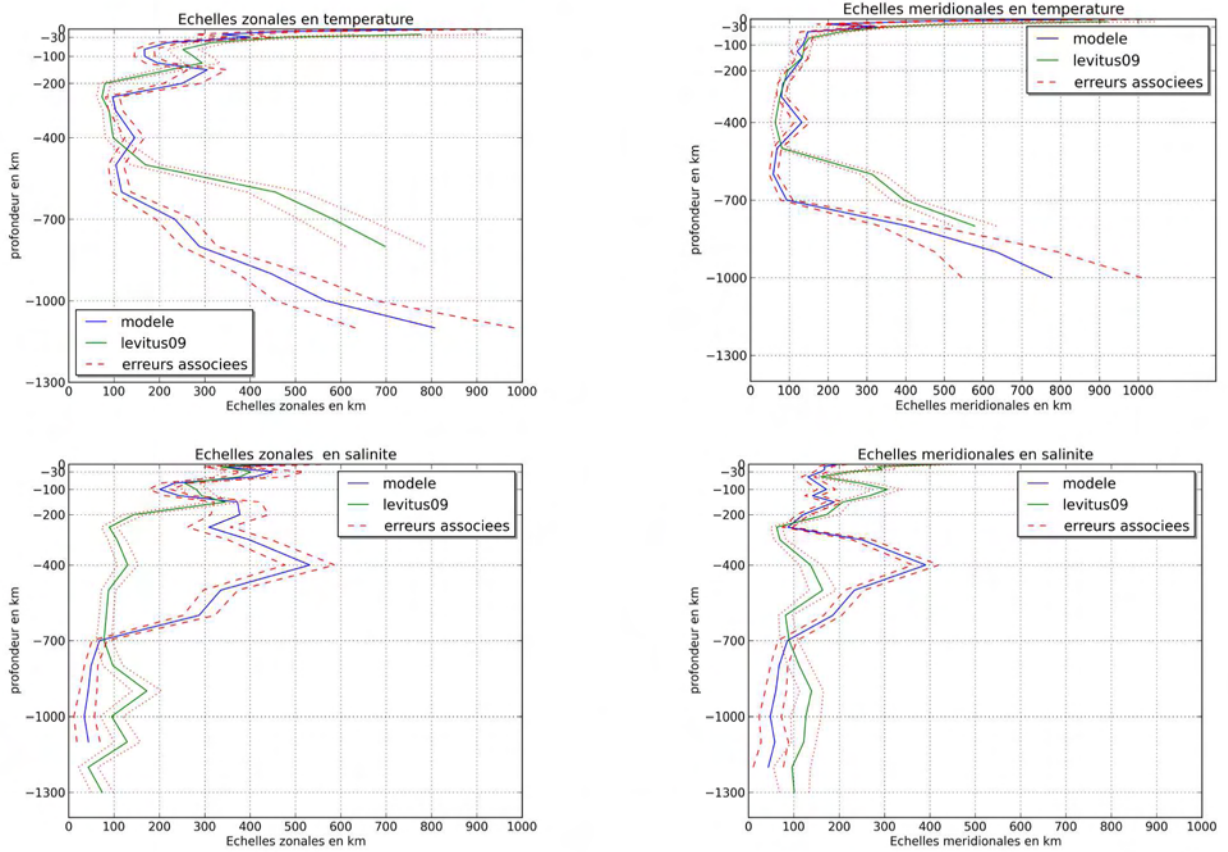 Echelles zonales en temperature
0
−30
−100
−200
−400
−700
−1000
−1300
profondeur en km
modele
levitus09
erreurs associees
0 100 200 300 400 500 600 700 800 900 1000
Echelles zonales en km
Echelles meridionales en temperature
0
−30
−100
−200
−400
−700
−1000
−1300
profondeur en km
modele
levitus09
erreurs associees
0 100 200 300 400 500 600 700 800 900 1000
Echelles meridionales en km
Echelles zonales en salinite
0
−30
−100
−200
−400
−700
−1000
−1300
profondeur en km
modele
levitus09
erreurs associees
0 100 200 300 400 500 600 700 800 900 1000
Echelles zonales en km
Echelles meridionales en salinite
0
−30
−100
−200
−400
−700
−1000
−1300
profondeur en km
modele
levitus09
erreurs associees
0 100 200 300 400 500 600 700 800 900 1000
Echelles meridionales en km